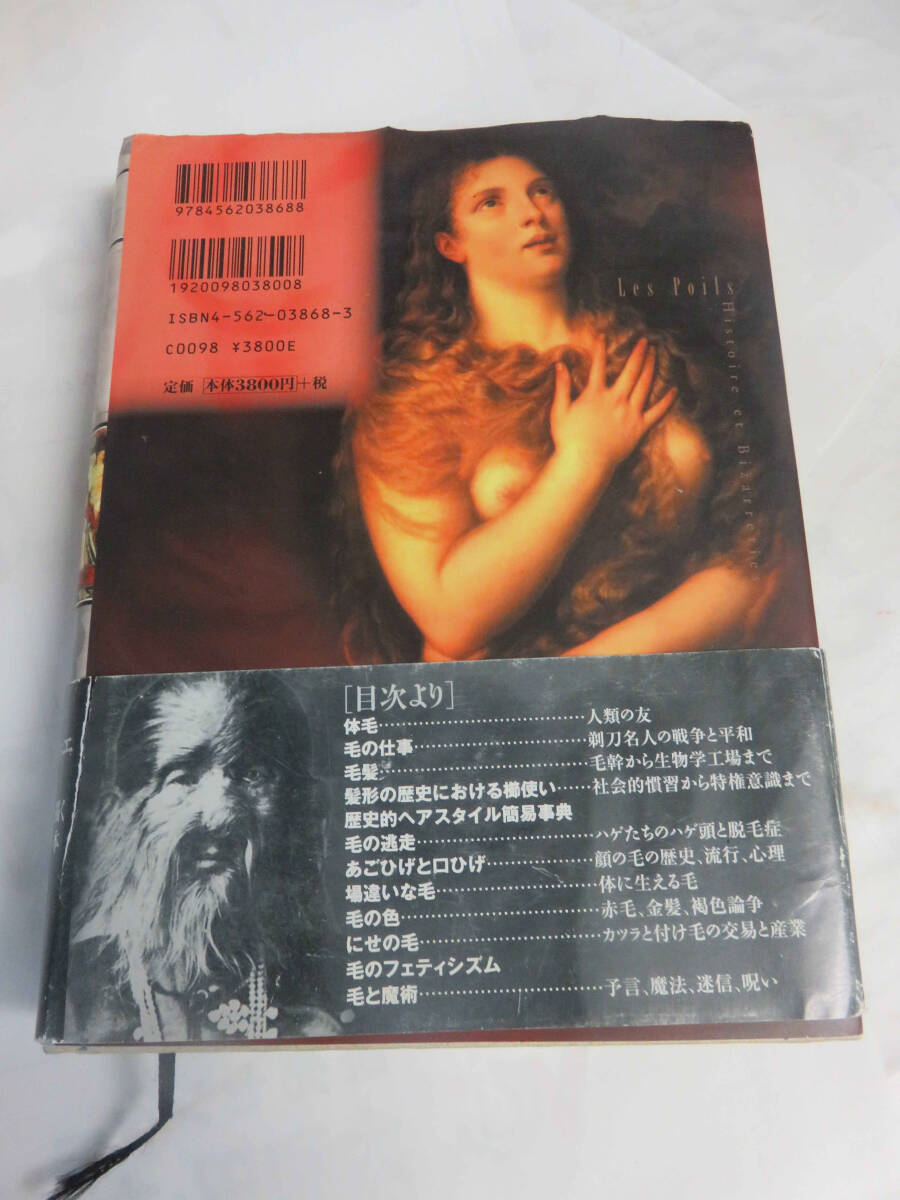 9784562038688
1920098038008
ISBN4-562-03868-3
C0098 ¥3800E
定価 本体3800円+税
Les Poils
Histoire et Bizarrerie
[目次より]
体毛……人類の友
毛の仕事……剃刀名人の戦争と平和
毛髪……毛幹から生物学工場まで
髪形の歴史における櫛使い……社会的慣習から特権意識まで
歴史的ヘアスタイル簡易事典
毛の逃走……ハゲたちのハゲ頭と脱毛症
あごひげと口ひげ……顔の毛の歴史、流行、心理
場違いな毛……体に生える毛
毛の色……赤毛、金髪、褐色論争
にせの毛……カツラと付け毛の交易と産業
毛のフェティシズム
毛と魔術……予言、魔法、迷信、呪い